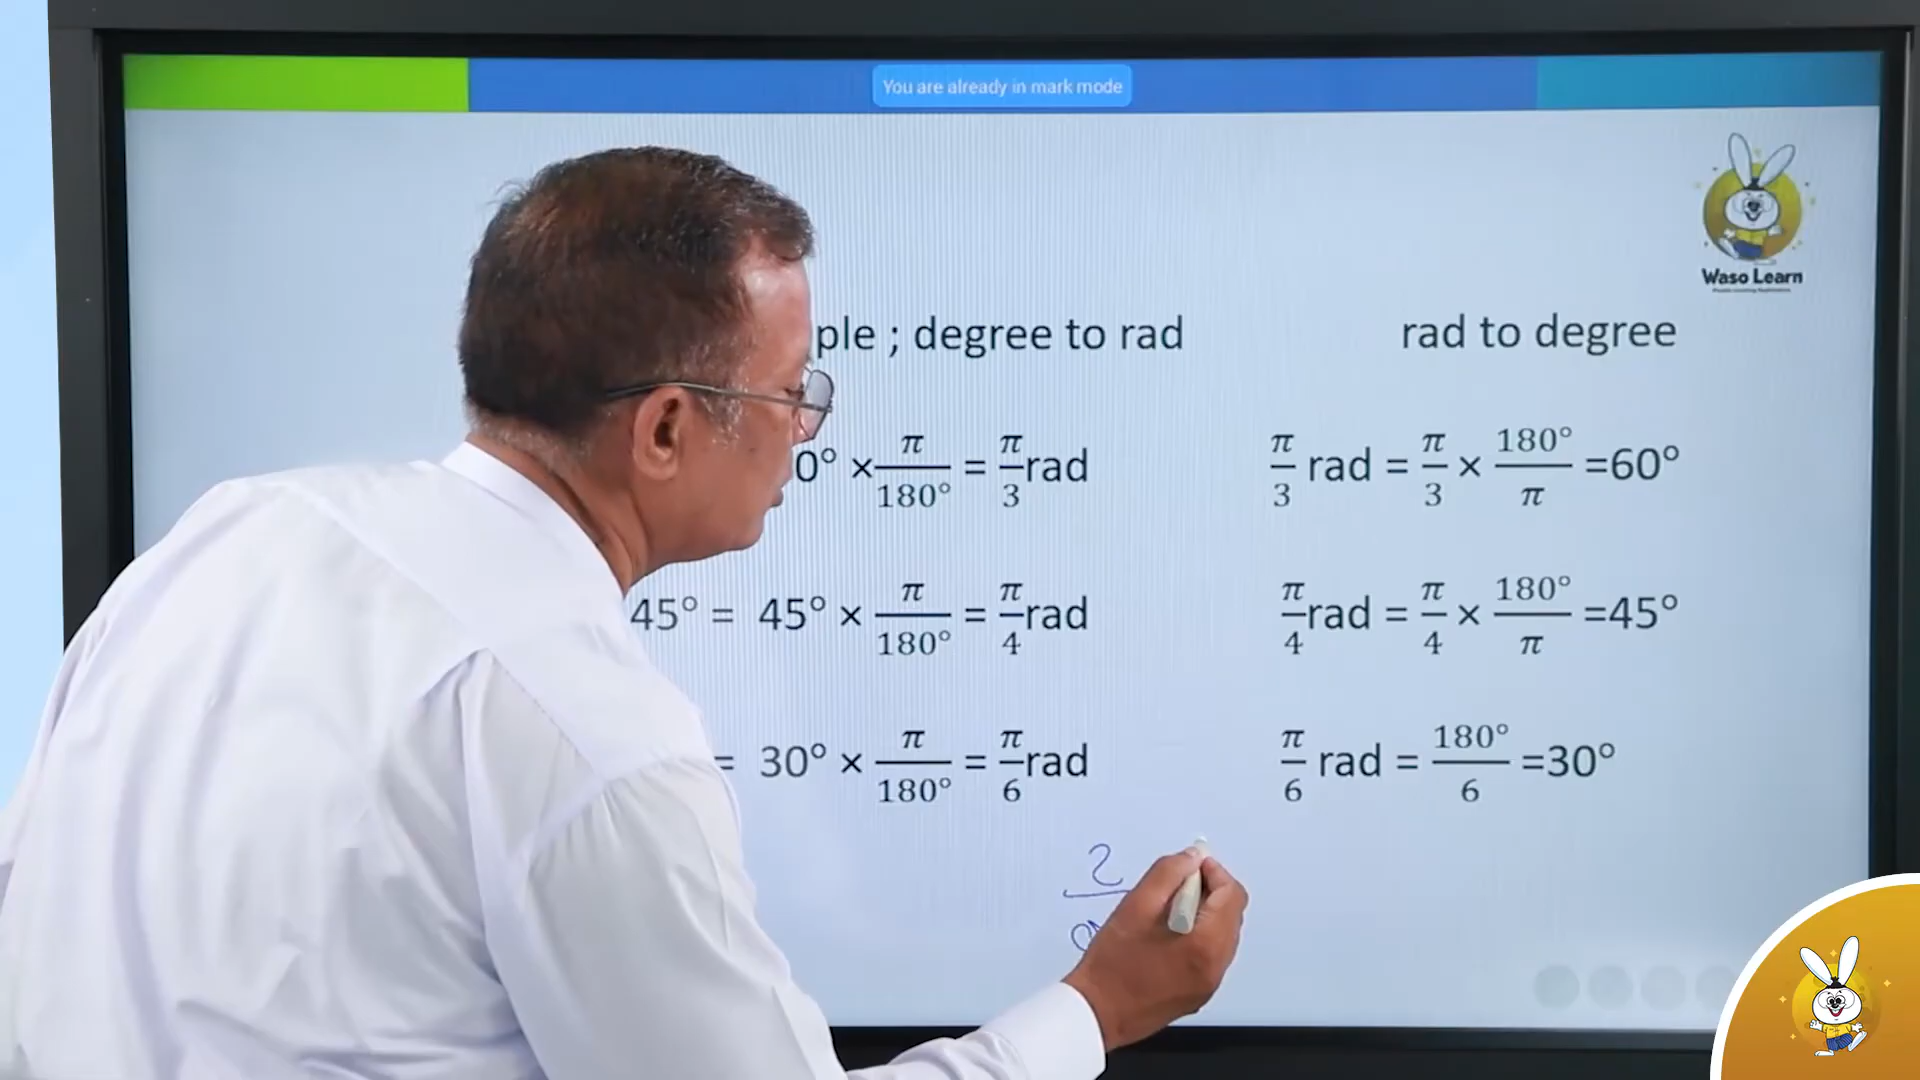 You are already in mark mode
Waso Learn
ple ; degree to rad
rad to degree
0° × π/180° = π/3 rad
π/3 rad = π/3 × 180°/π =60°
45° = 45° × π/180° = π/4 rad
π/4 rad = π/4 × 180°/π =45°
= 30° × π/180° = π/6 rad
π/6 rad = 180°/6 =30°
2